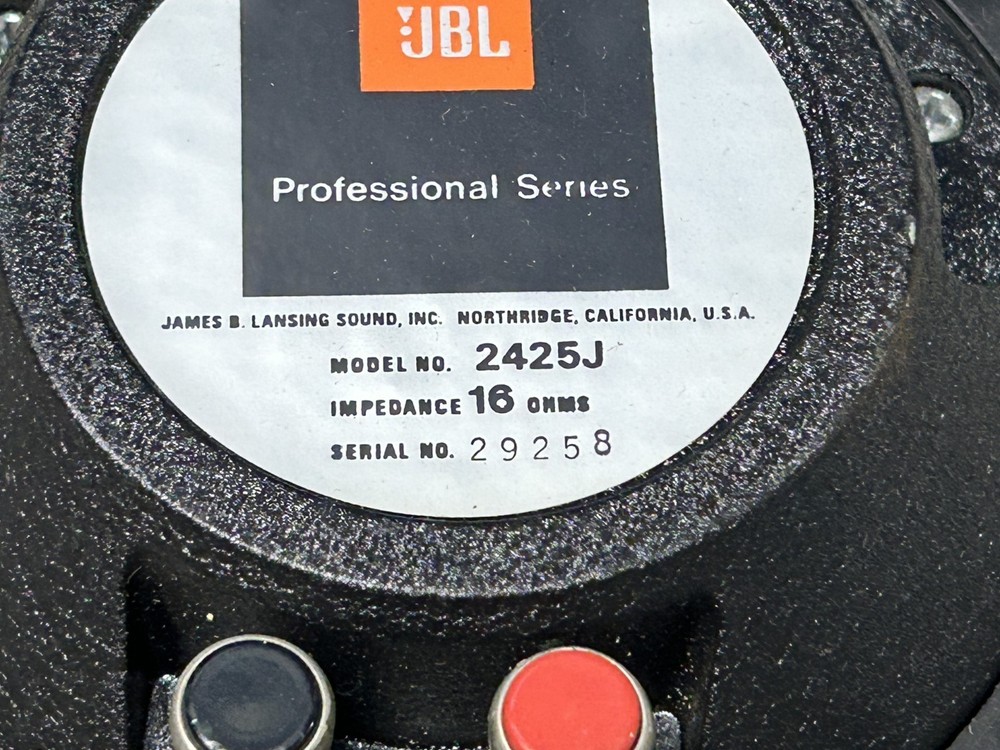 JBL
Professional Series
JAMES B. LANSING SOUND, INC. NORTHRIDGE, CALIFORNIA, U.S.A.
MODEL NO. 2425J
IMPEDANCE 16 OHMS
SERIAL NO. 29258